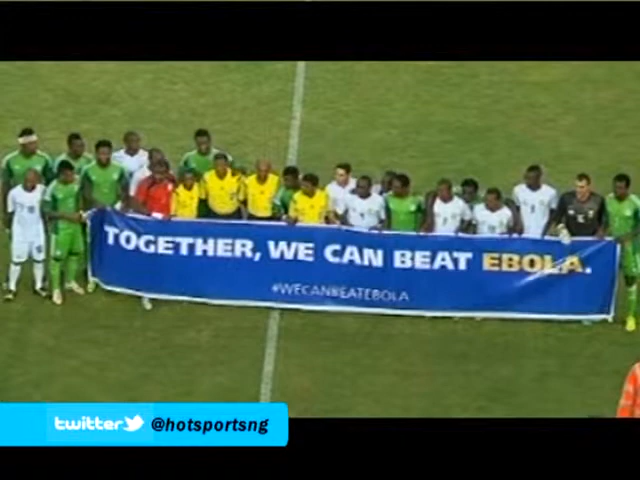 TOGETHER, WE CAN BEAT EBOLA.
#WECANBEATEBOLA
twitter @hotsportsng